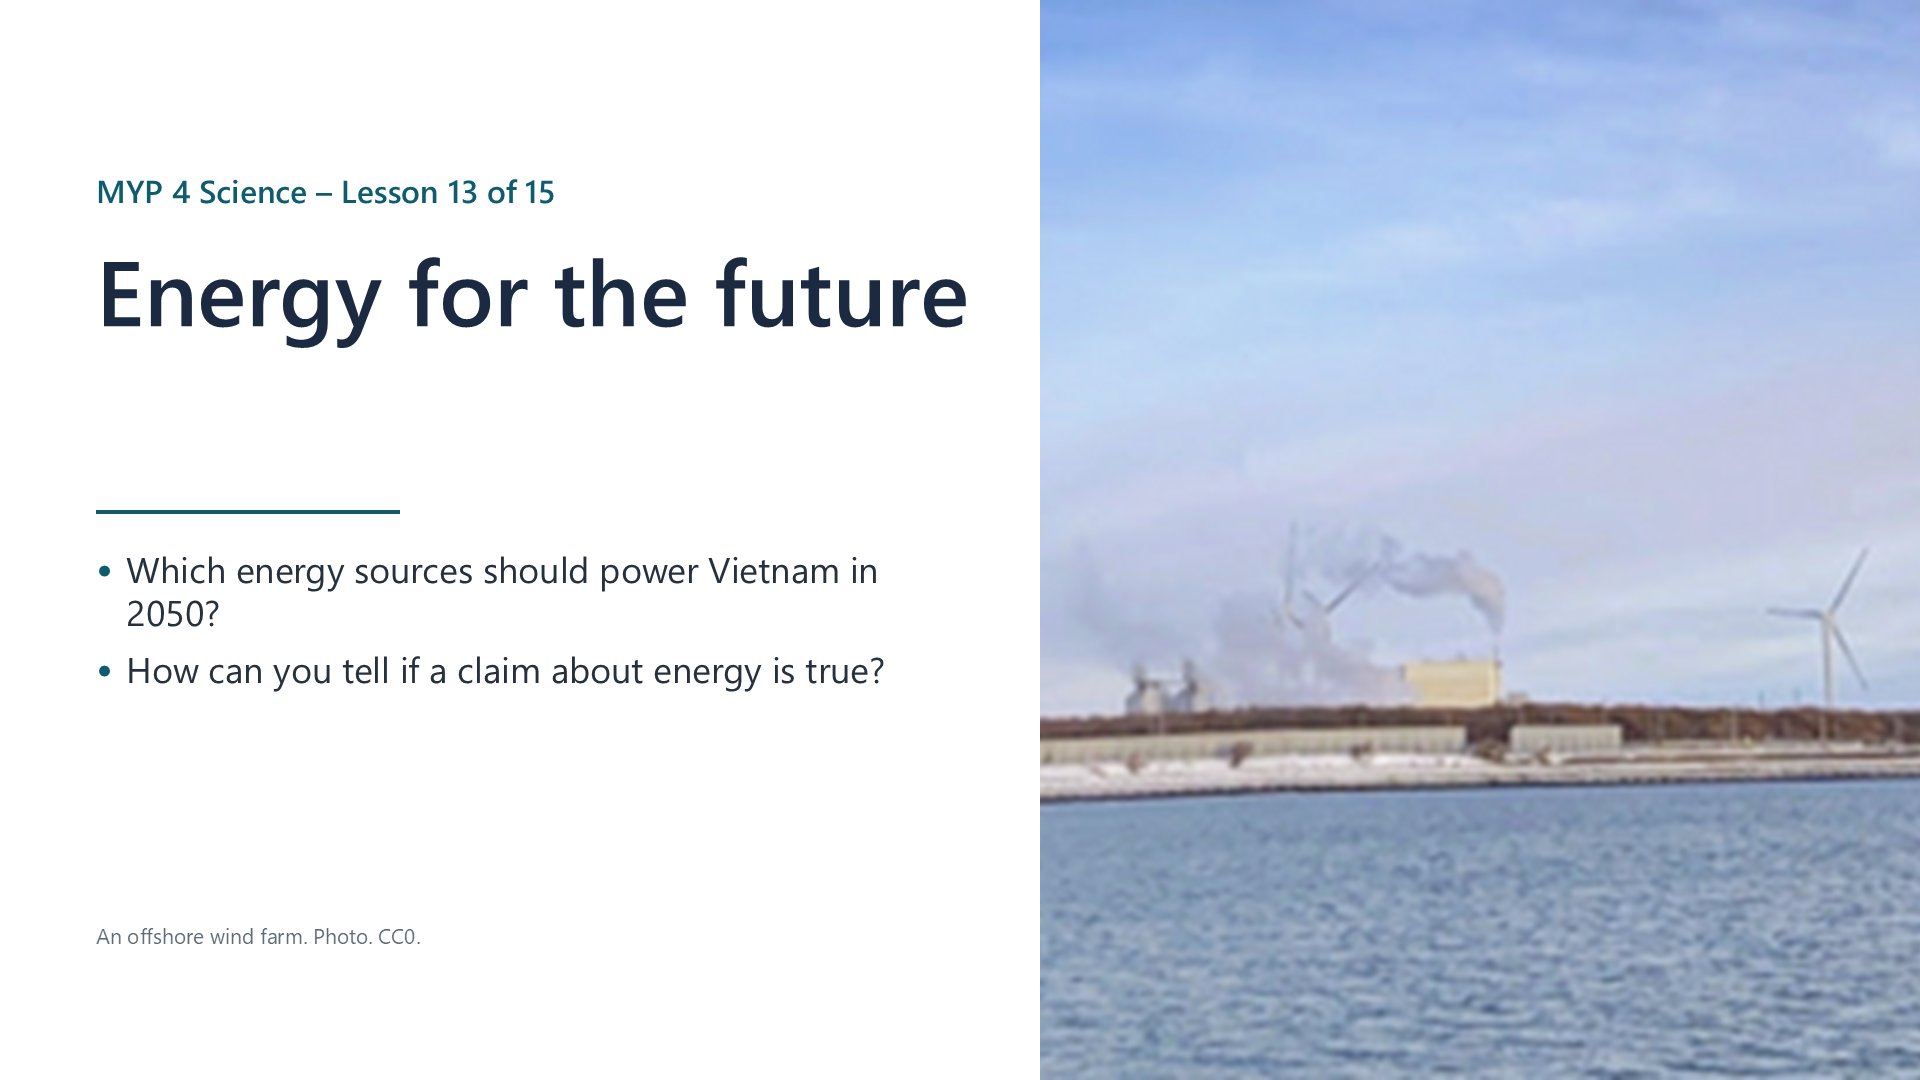 MYP 4 Science – Lesson 13 of 15
Energy for the future
• Which energy sources should power Vietnam in
2050?
• How can you tell if a claim about energy is true?
An offshore wind farm. Photo. CC0.